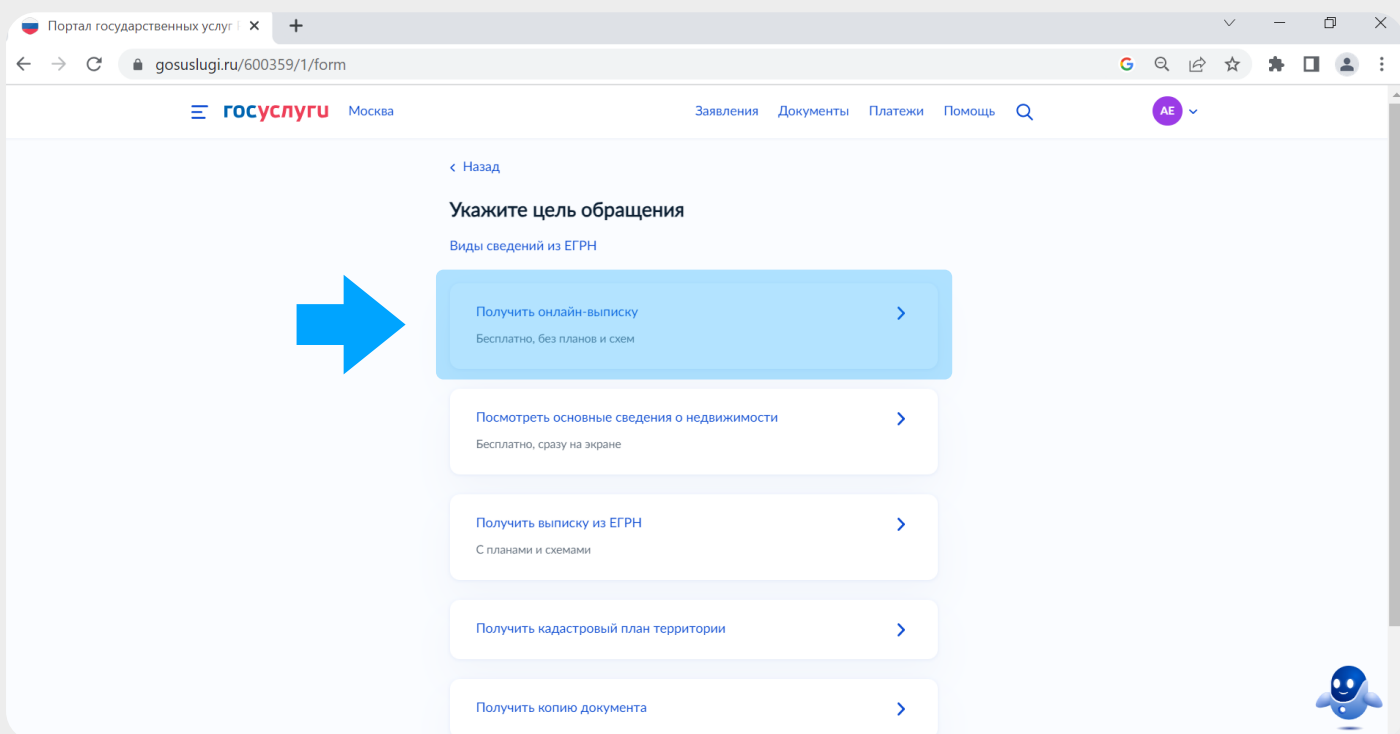 Портал государственных услуг
gosuslugi.ru/600359/1/form
госуслуги Москва Заявления Документы Платежи Помощь АЕ
Назад
Укажите цель обращения
Виды сведений из ЕГРН
Получить онлайн-выписку
Бесплатно, без планов и схем
Посмотреть основные сведения о недвижимости
Бесплатно, сразу на экране
Получить выписку из ЕГРН
С планами и схемами
Получить кадастровый план территории
Получить копию документа